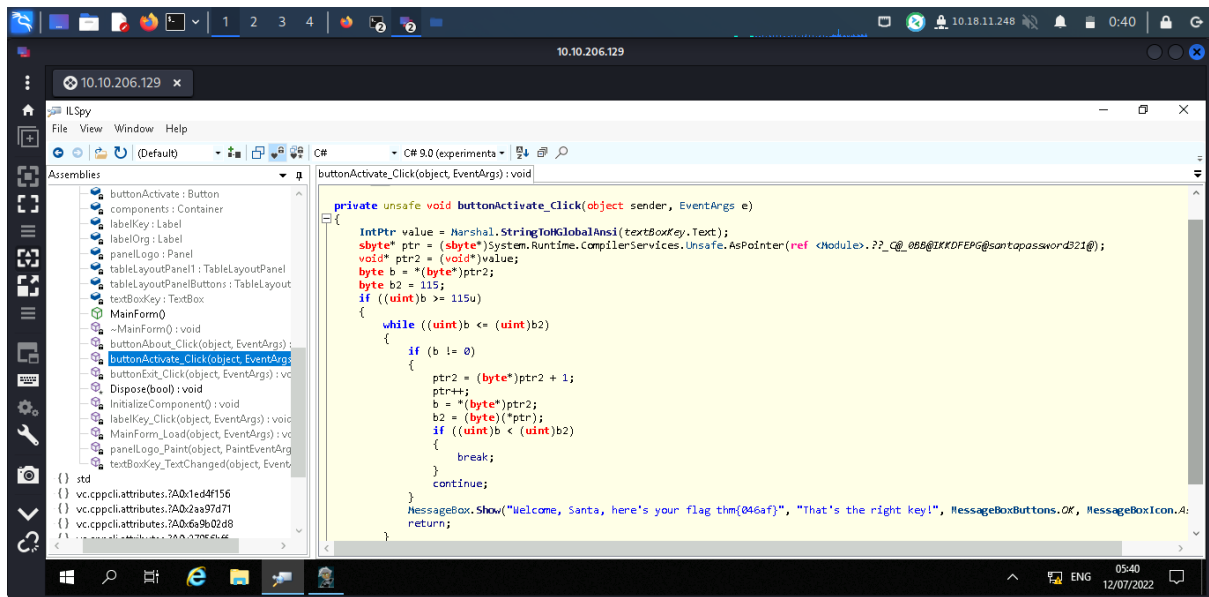 1 2 3 4
10.18.11.248
0:40
10.10.206.129
10.10.206.129 ×
ILSpy
File View Window Help
(Default)
C#
C# 9.0 (experimenta
Assemblies
buttonActivate_Click(object, EventArgs) : void
buttonActivate : Button
components : Container
labelKey : Label
labelOrg : Label
panelLogo : Panel
tableLayoutPanel1 : TableLayoutPanel
tableLayoutPanelButtons : TableLayout
textBoxKey : TextBox
MainForm()
~MainForm() : void
buttonAbout_Click(object, EventArgs) :
buttonActivate_Click(object, EventArgs
buttonExit_Click(object, EventArgs) : vc
Dispose(bool) : void
InitializeComponent() : void
labelKey_Click(object, EventArgs) : voic
MainForm_Load(object, EventArgs) : vc
panelLogo_Paint(object, PaintEventArg
textBoxKey_TextChanged(object, Event
{ } std
{ } vc.cppcli.attributes.?A0x1ed4f156
{ } vc.cppcli.attributes.?A0x2aa97d71
{ } vc.cppcli.attributes.?A0x6a9b02d8
private unsafe void buttonActivate_Click(object sender, EventArgs e)
{
IntPtr value = Marshal.StringToHGlobalAnsi(textBoxKey.Text);
sbyte* ptr = (sbyte*)System.Runtime.CompilerServices.Unsafe.AsPointer(ref <Module>.??_C@_0BB@IKKDFEPG@santapassword321@);
void* ptr2 = (void*)value;
byte b = *(byte*)ptr2;
byte b2 = 115;
if ((uint)b >= 115u)
{
while ((uint)b <= (uint)b2)
{
if (b != 0)
{
ptr2 = (byte*)ptr2 + 1;
ptr++;
b = *(byte*)ptr2;
b2 = (byte)(*ptr);
if ((uint)b < (uint)b2)
{
break;
}
continue;
}
MessageBox.Show("Welcome, Santa, here's your flag thm{046af}", "That's the right key!", MessageBoxButtons.OK, MessageBoxIcon.A
return;
}
ENG
05:40
12/07/2022